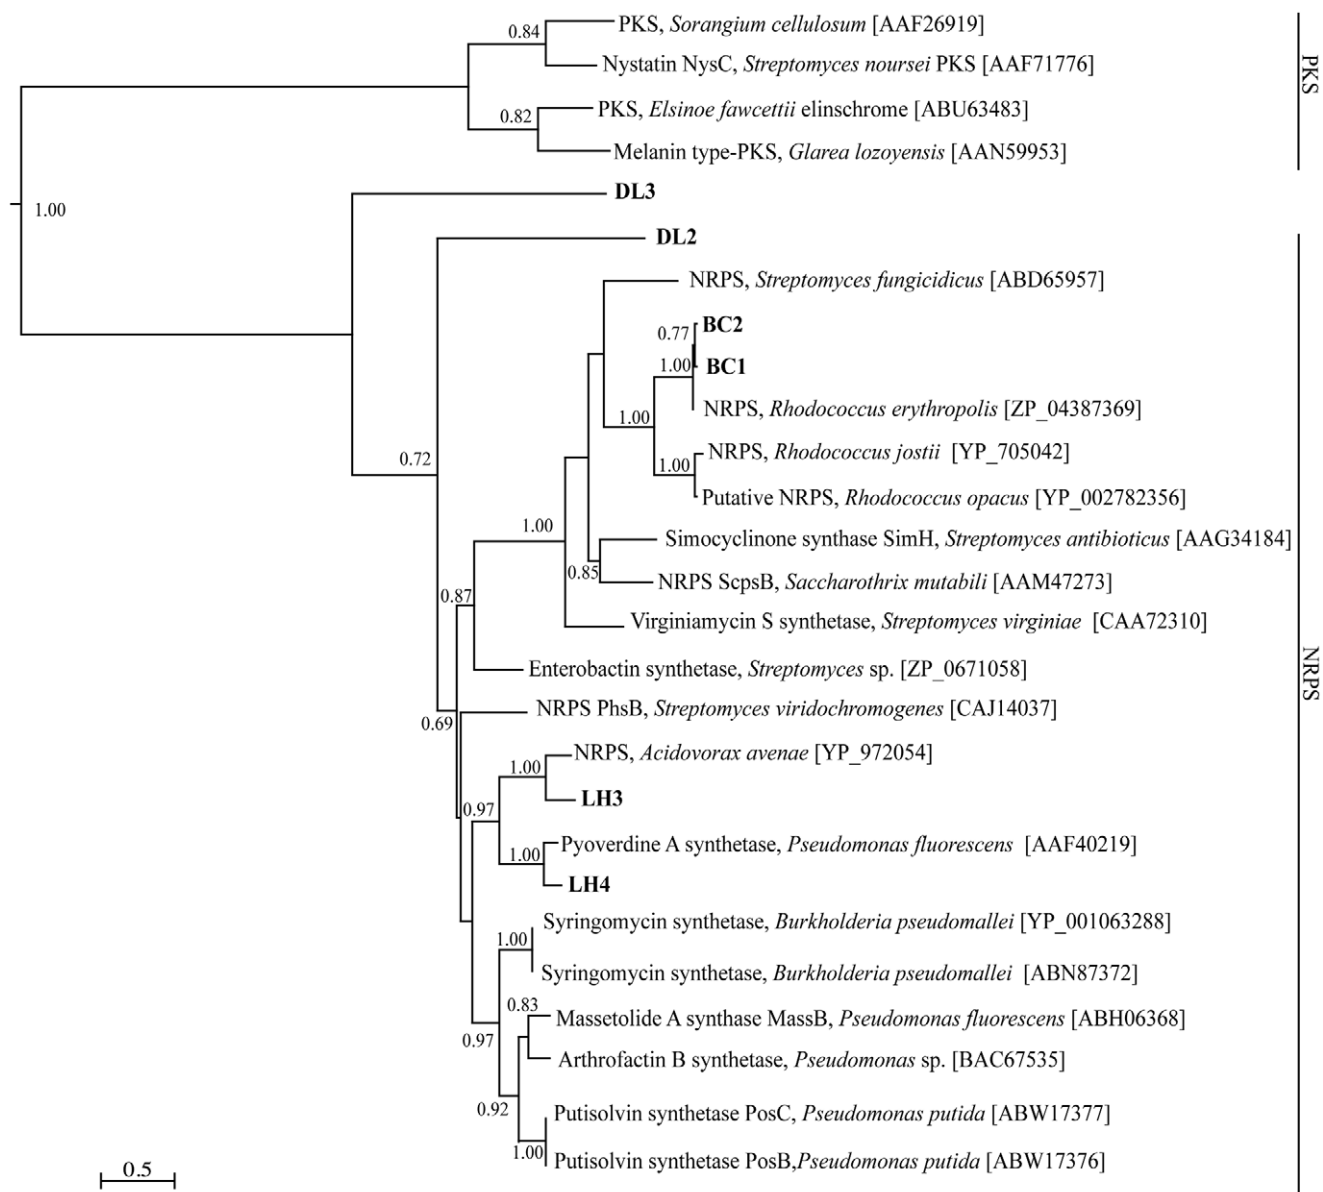 0.84
PKS, Sorangium cellulosum [AAF26919]
Nystatin NysC, Streptomyces noursei PKS [AAF71776]
0.82
PKS, Elsinoe fawcettii elinschrome [ABU63483]
Melanin type-PKS, Glarea lozoyensis [AAN59953]
PKS
1.00
DL3
DL2
NRPS, Streptomyces fungicidicus [ABD65957]
0.77
BC2
1.00
BC1
NRPS, Rhodococcus erythropolis [ZP_04387369]
1.00
NRPS, Rhodococcus jostii [YP_705042]
1.00
Putative NRPS, Rhodococcus opacus [YP_002782356]
0.72
1.00
Simocyclinone synthase SimH, Streptomyces antibioticus [AAG34184]
0.85
NRPS ScpsB, Saccharothrix mutabili [AAM47273]
0.87
Virginiamycin S synthetase, Streptomyces virginiae [CAA72310]
Enterobactin synthetase, Streptomyces sp. [ZP_0671058]
NRPS
0.69
NRPS PhsB, Streptomyces viridochromogenes [CAJ14037]
NRPS, Acidovorax avenae [YP_972054]
1.00
LH3
0.97
Pyoverdine A synthetase, Pseudomonas fluorescens [AAF40219]
1.00
LH4
Syringomycin synthetase, Burkholderia pseudomallei [YP_001063288]
1.00
Syringomycin synthetase, Burkholderia pseudomallei [ABN87372]
0.83
Massetolide A synthase MassB, Pseudomonas fluorescens [ABH06368]
0.97
Arthrofactin B synthetase, Pseudomonas sp. [BAC67535]
0.92
Putisolvin synthetase PosC, Pseudomonas putida [ABW17377]
1.00
Putisolvin synthetase PosB,Pseudomonas putida [ABW17376]
0.5